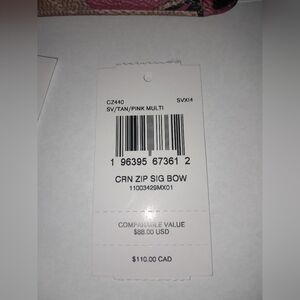 CZ440 SVXI4
SV/TAN/PINK MULTI
1 96395 67361 2
CRN ZIP SIG BOW
11003429MX01
COMPARABLE VALUE
$88.00 USD
$110.00 CAD